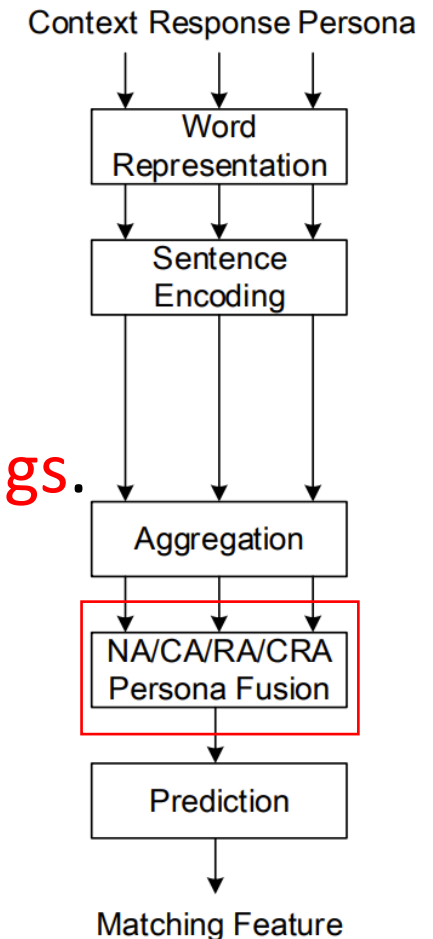 Context Response Persona
Word
Representation
Sentence
Encoding
gs.
Aggregation
NA/CA/RA/CRA
Persona Fusion
Prediction
Matching Feature